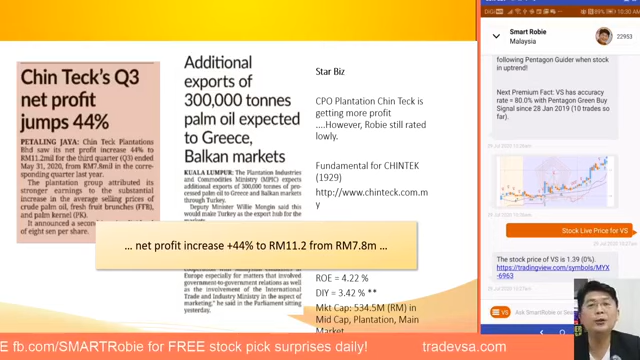 Chin Teck's Q3
net profit
jumps 44%
PETALING JAYA: Chin Teck Plantations
Bhd saw its net profit increase 44% to
RM11.2mil for the third quarter (Q3) ended
May 31, 2020, from RM7.8mil in the
corresponding quarter last year.
The plantation group attributed its
stronger earnings to the substantial
increase in the average selling prices of
crude palm oil, fresh fruit bunches (FFB),
and palm kernel (PK).
It announced a second
of eight sen per share.
Additional
exports of
300,000 tonnes
palm oil expected
to Greece,
Balkan markets
KUALA LUMPUR: The Plantation Industries
and Commodities Ministry (MPIC) expects
additional exports of 300,000 tonnes of pro-
cessed palm oil to Greece and Balkan markets
through Turkey.
Deputy Minister Willie Mongin said this
would make Turkey as the export hub for the
Europe especially for matters that involved
government-to-government relations as well
as the involvement of the International
Trade and Industry Ministry in the aspect of
marketing," he said in Parliament sitting
yesterday.
Star Biz
CPO Plantation Chin Teck is
getting more profit
....However, Robie still rated
lowly.
Fundamental for CHINTEK
(1929)
http://www.chinteck.com.m
y
... net profit increase +44% to RM11.2 from RM7.8m ...
ROE = 4.22 %
DIY = 3.42 % **
Mkt Cap: 534.5M (RM) in
Mid Cap, Plantation, Main
Market
DIGI
89%
10:30 AM
Smart Robie
Malaysia
22953
following Pentagon Guider when stock
in uptrend!
Next Premium Fact: VS has accuracy
rate = 80.0% with Pentagon Green Buy
Signal since 28 Jan 2019 (10 trades so
far).
Stock Live Price for VS
The stock price of VS is 1.39 (0%).
https://tradingview.com/symbols/MYX
-6963
VS
Ask SmartRobie or Sea
E fb.com/SMARTRobie for FREE stock pick surprises daily!
tradevsa.com